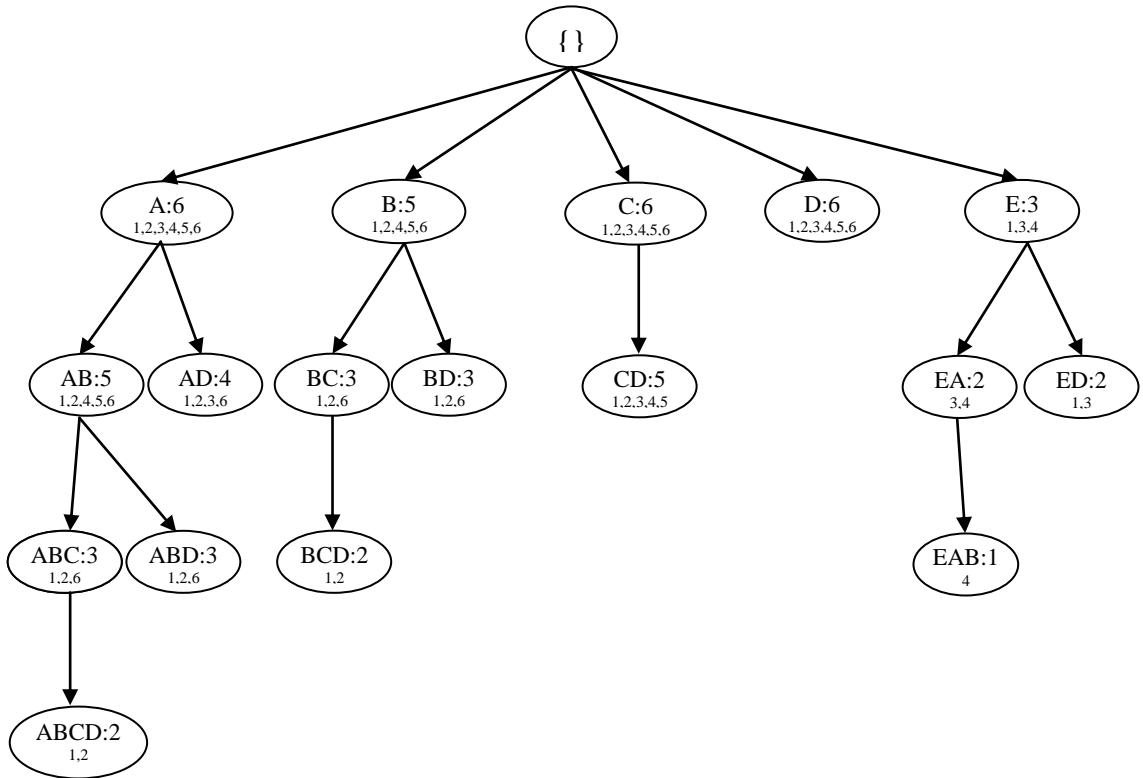 { }
A:6
1,2,3,4,5,6
B:5
1,2,4,5,6
C:6
1,2,3,4,5,6
D:6
1,2,3,4,5,6
E:3
1,3,4
AB:5
1,2,4,5,6
AD:4
1,2,3,6
BC:3
1,2,6
BD:3
1,2,6
CD:5
1,2,3,4,5
EA:2
3,4
ED:2
1,3
ABC:3
1,2,6
ABD:3
1,2,6
BCD:2
1,2
EAB:1
4
ABCD:2
1,2